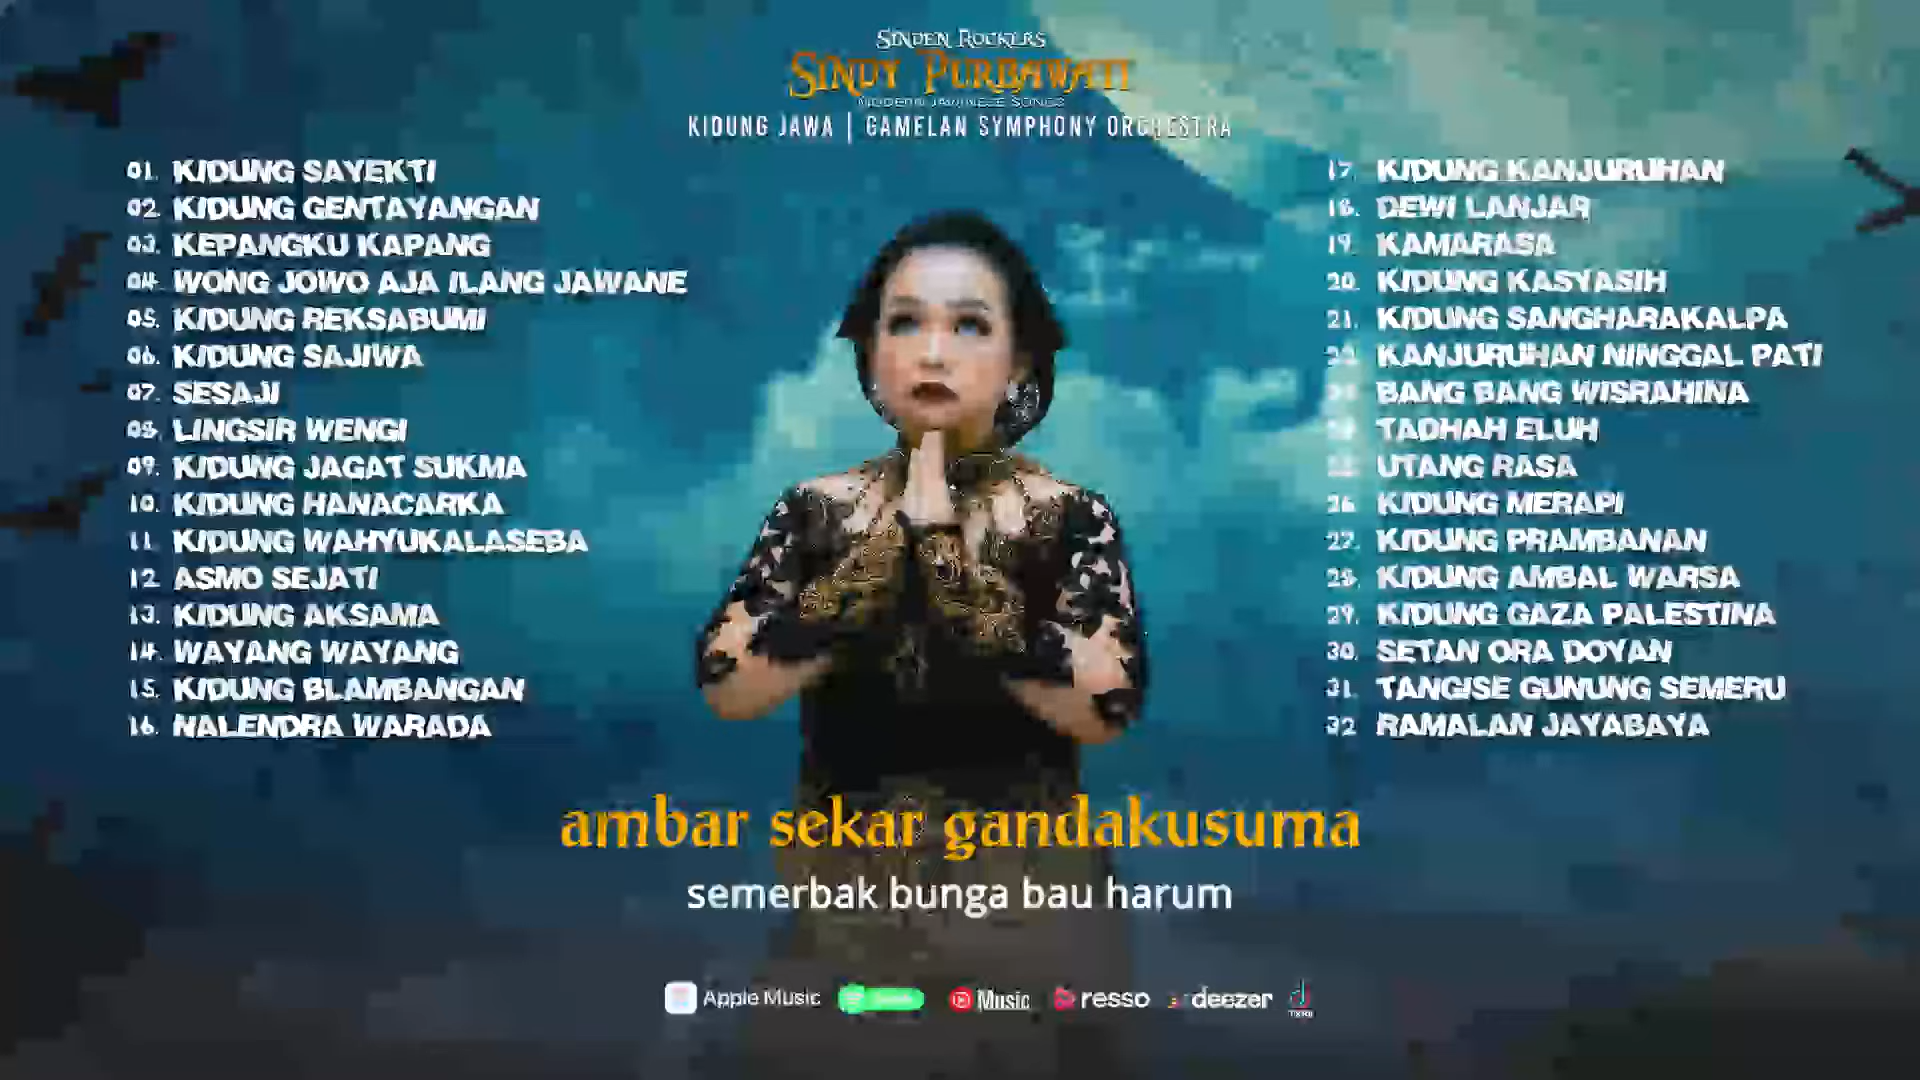 SINDEN ROCKERS
SINDY PURBAWATI
MODERN JAVANESE SONGS
KIDUNG JAWA | GAMELAN SYMPHONY ORCHESTRA
01. KIDUNG SAYEKTI
02. KIDUNG GENTAYANGAN
03. KEPANGKU KAPANG
04. WONG JOWO AJA ILANG JAWANE
05. KIDUNG REKSABUMI
06. KIDUNG SAJIWA
07. SESAJI
08. LINGSIR WENGI
09. KIDUNG JAGAT SUKMA
10. KIDUNG HANACARKA
11. KIDUNG WAHYUKALASEBA
12. ASMO SEJATI
13. KIDUNG AKSAMA
14. WAYANG WAYANG
15. KIDUNG BLAMBANGAN
16. NALENDRA WARADA
17. KIDUNG KANJURUHAN
18. DEWI LANJAR
19. KAMARASA
20. KIDUNG KASYASIH
21. KIDUNG SANGHARAKALPA
KANJURUHAN NINGGAL PATI
BANG BANG WISRAHINA
TADHAH ELUH
UTANG RASA
26. KIDUNG MERAPI
27. KIDUNG PRAMBANAN
28. KIDUNG AMBAL WARSA
29. KIDUNG GAZA PALESTINA
30. SETAN ORA DOYAN
31. TANGISE GUNUNG SEMERU
32 RAMALAN JAYABAYA
ambar sekar gandakusuma
semerbak bunga bau harum
Apple Music
Music
resso
deezer